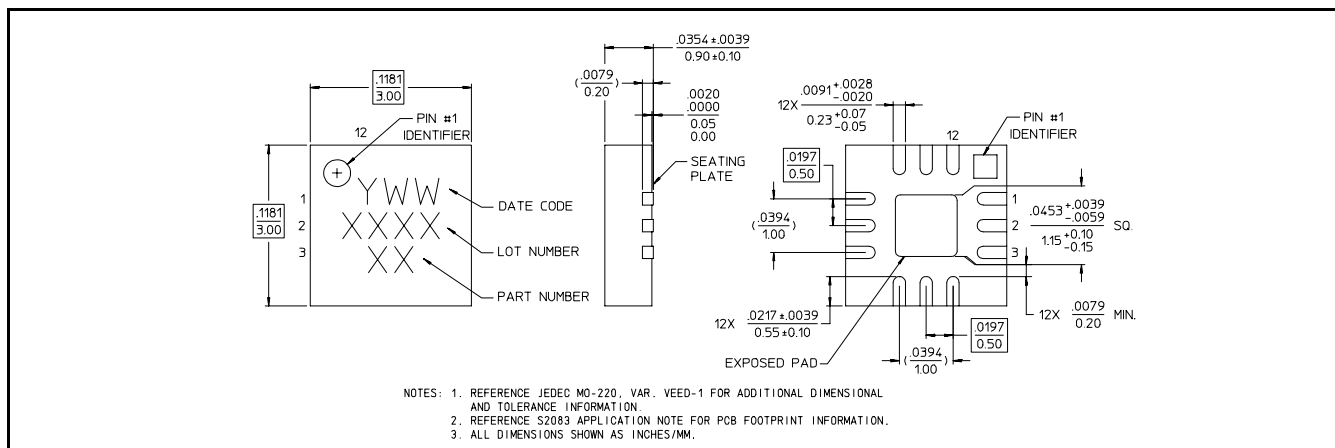 .1181
3.00
12
PIN #1
IDENTIFIER
.1181
3.00
1
2
3
YWW
XXXX
XX
DATE CODE
LOT NUMBER
PART NUMBER
.0354±.0039
0.90±0.10
(.0079
0.20)
.0020
.0000
0.05
0.00
SEATING
PLATE
12X .0091 +.0028
-.0020
0.23 +0.07
-0.05
12
PIN #1
IDENTIFIER
.0197
0.50
(.0394
1.00)
1
2
3
.0453 +.0039
-.0059
1.15 +0.10
-0.15
SQ.
12X .0217±.0039
0.55±0.10
12X .0079 MIN.
0.20
.0197
0.50
(.0394
1.00)
EXPOSED PAD
NOTES: 1. REFERENCE JEDEC MO-220, VAR. VEED-1 FOR ADDITIONAL DIMENSIONAL
AND TOLERANCE INFORMATION.
2. REFERENCE S2083 APPLICATION NOTE FOR PCB FOOTPRINT INFORMATION.
3. ALL DIMENSIONS SHOWN AS INCHES/MM.